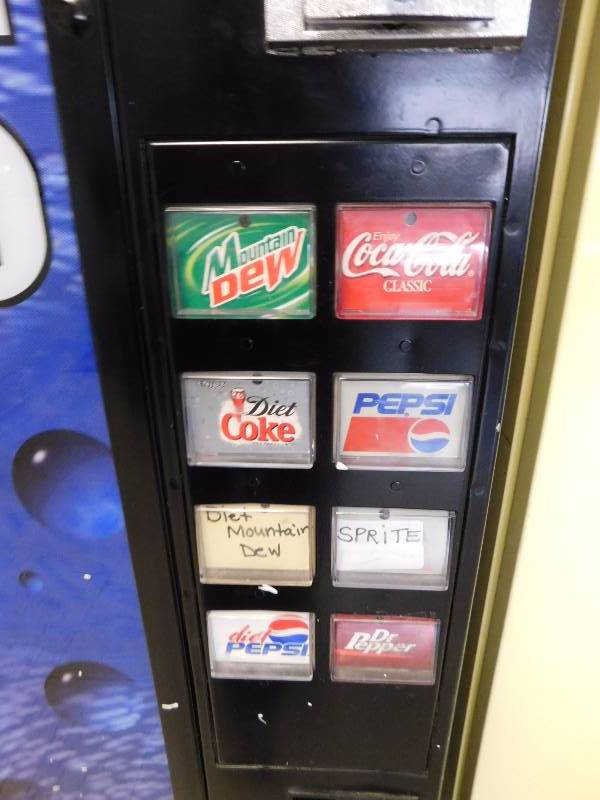 Mountain
Dew
Enjoy
Coca-Cola
CLASSIC
Diet
Coke
PEPSI
Diet
Mountain
Dew
SPRiTE
diet
PEPSI
Dr
Pepper